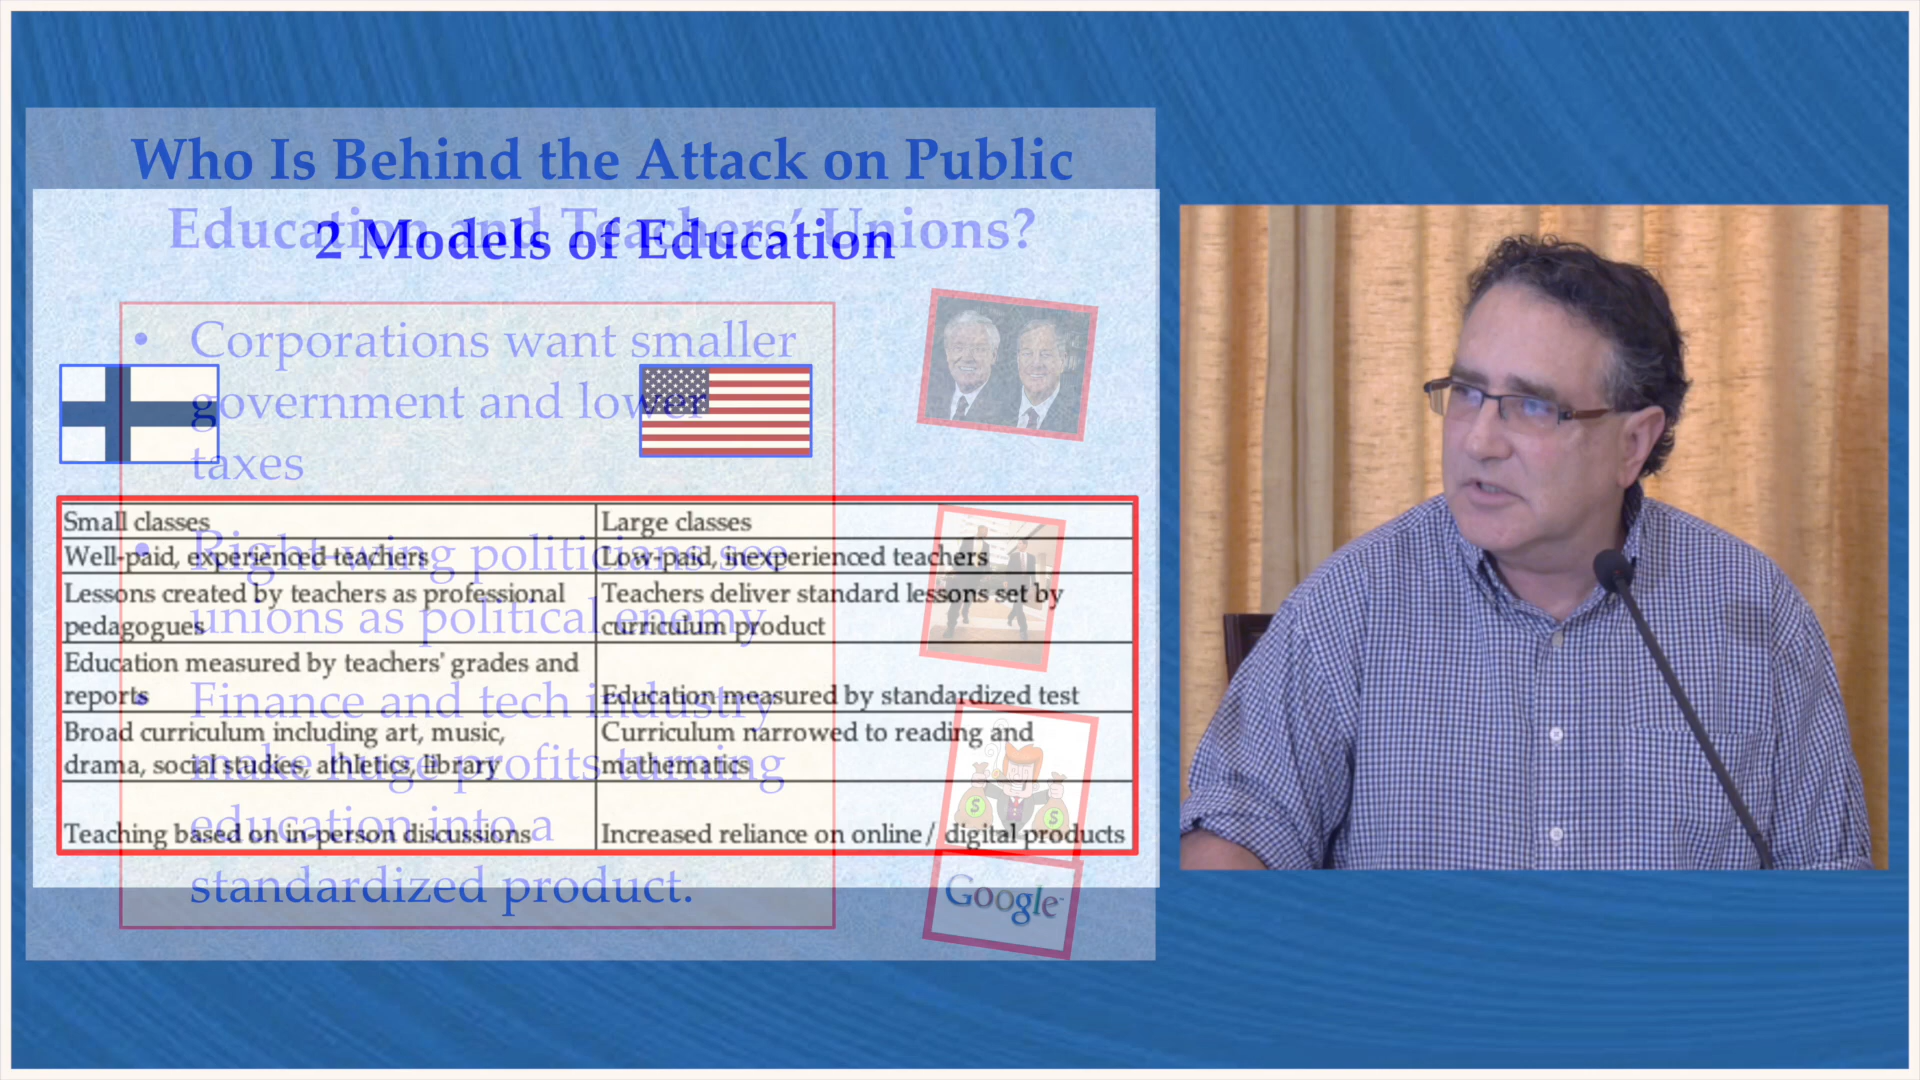 Who Is Behind the Attack on Public
Education and Teachers' Unions?
2 Models of Education
• Corporations want smaller
government and lower
taxes
• Right-wing politicians see
unions as political enemy
• Finance and tech industry
make huge profits turning
education into a
standardized product.
Small classes
Large classes
Well-paid, experienced teachers
Low-paid, inexperienced teachers
Lessons created by teachers as professional
pedagogues
Teachers deliver standard lessons set by
curriculum product
Education measured by teachers' grades and
reports
Education measured by standardized test
Broad curriculum including art, music,
drama, social studies, athletics, library
Curriculum narrowed to reading and
mathematics
Teaching based on in-person discussions
Increased reliance on online/ digital products
$
$
Google™